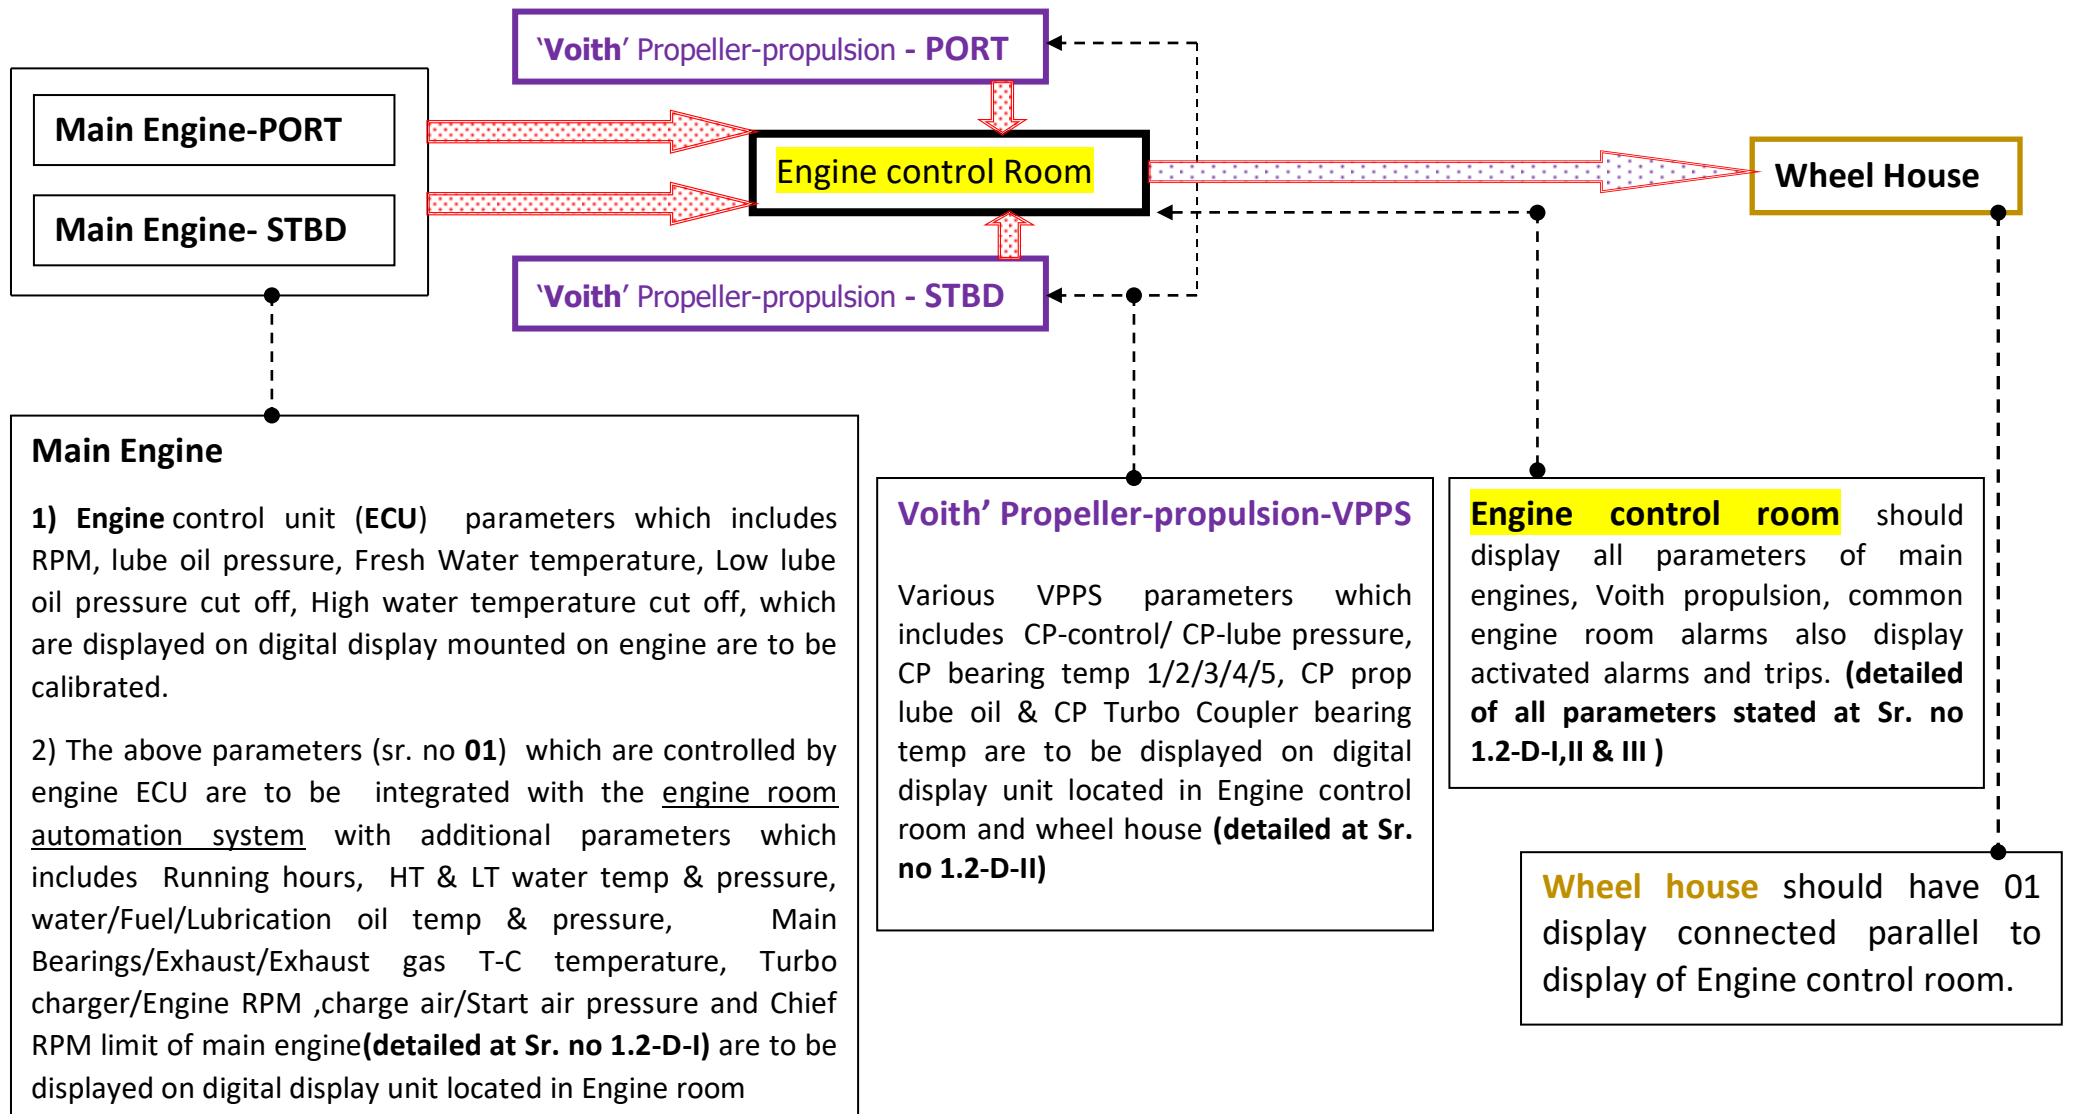 ‘Voith’ Propeller-propulsion - PORT
Main Engine-PORT
Engine control Room
Wheel House
Main Engine- STBD
‘Voith’ Propeller-propulsion - STBD
Main Engine
1) Engine control unit (ECU) parameters which includes
RPM, lube oil pressure, Fresh Water temperature, Low lube
oil pressure cut off, High water temperature cut off, which
are displayed on digital display mounted on engine are to be
calibrated.
2) The above parameters (sr. no 01) which are controlled by
engine ECU are to be integrated with the engine room
automation system with additional parameters which
includes Running hours, HT & LT water temp & pressure,
water/Fuel/Lubrication oil temp & pressure, Main
Bearings/Exhaust/Exhaust gas T-C temperature, Turbo
charger/Engine RPM ,charge air/Start air pressure and Chief
RPM limit of main engine(detailed at Sr. no 1.2-D-I) are to be
displayed on digital display unit located in Engine room
Voith’ Propeller-propulsion-VPPS
Various VPPS parameters which
includes CP-control/ CP-lube pressure,
CP bearing temp 1/2/3/4/5, CP prop
lube oil & CP Turbo Coupler bearing
temp are to be displayed on digital
display unit located in Engine control
room and wheel house (detailed at Sr.
no 1.2-D-II)
Engine control room should
display all parameters of main
engines, Voith propulsion, common
engine room alarms also display
activated alarms and trips. (detailed
of all parameters stated at Sr. no
1.2-D-I,II & III )
Wheel house should have 01
display connected parallel to
display of Engine control room.